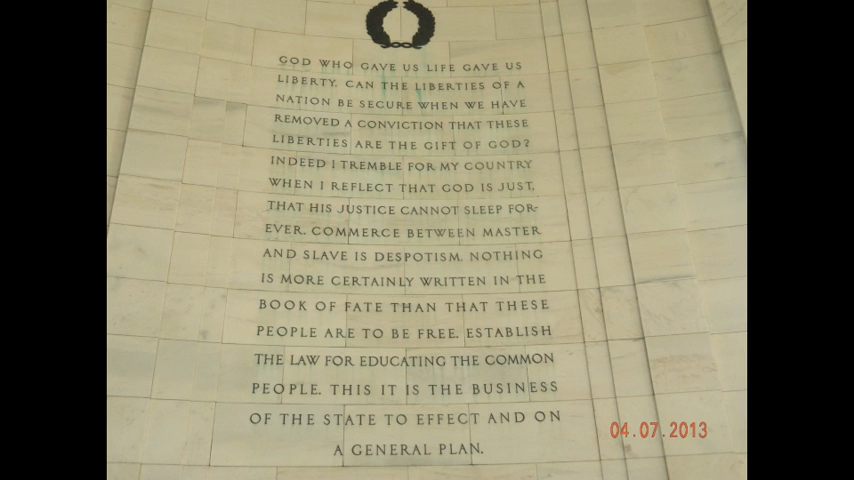 GOD WHO GAVE US LIFE GAVE US
LIBERTY. CAN THE LIBERTIES OF A
NATION BE SECURE WHEN WE HAVE
REMOVED A CONVICTION THAT THESE
LIBERTIES ARE THE GIFT OF GOD?
INDEED I TREMBLE FOR MY COUNTRY
WHEN I REFLECT THAT GOD IS JUST,
THAT HIS JUSTICE CANNOT SLEEP FOR-
EVER. COMMERCE BETWEEN MASTER
AND SLAVE IS DESPOTISM. NOTHING
IS MORE CERTAINLY WRITTEN IN THE
BOOK OF FATE THAN THAT THESE
PEOPLE ARE TO BE FREE. ESTABLISH
THE LAW FOR EDUCATING THE COMMON
PEOPLE. THIS IT IS THE BUSINESS
OF THE STATE TO EFFECT AND ON
A GENERAL PLAN.
04.07.2013